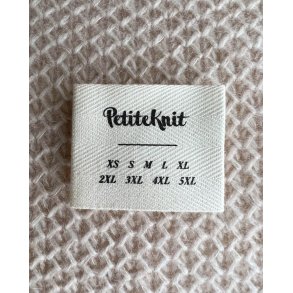 PetiteKnit
XS S M L XL
2XL 3XL 4XL 5XL